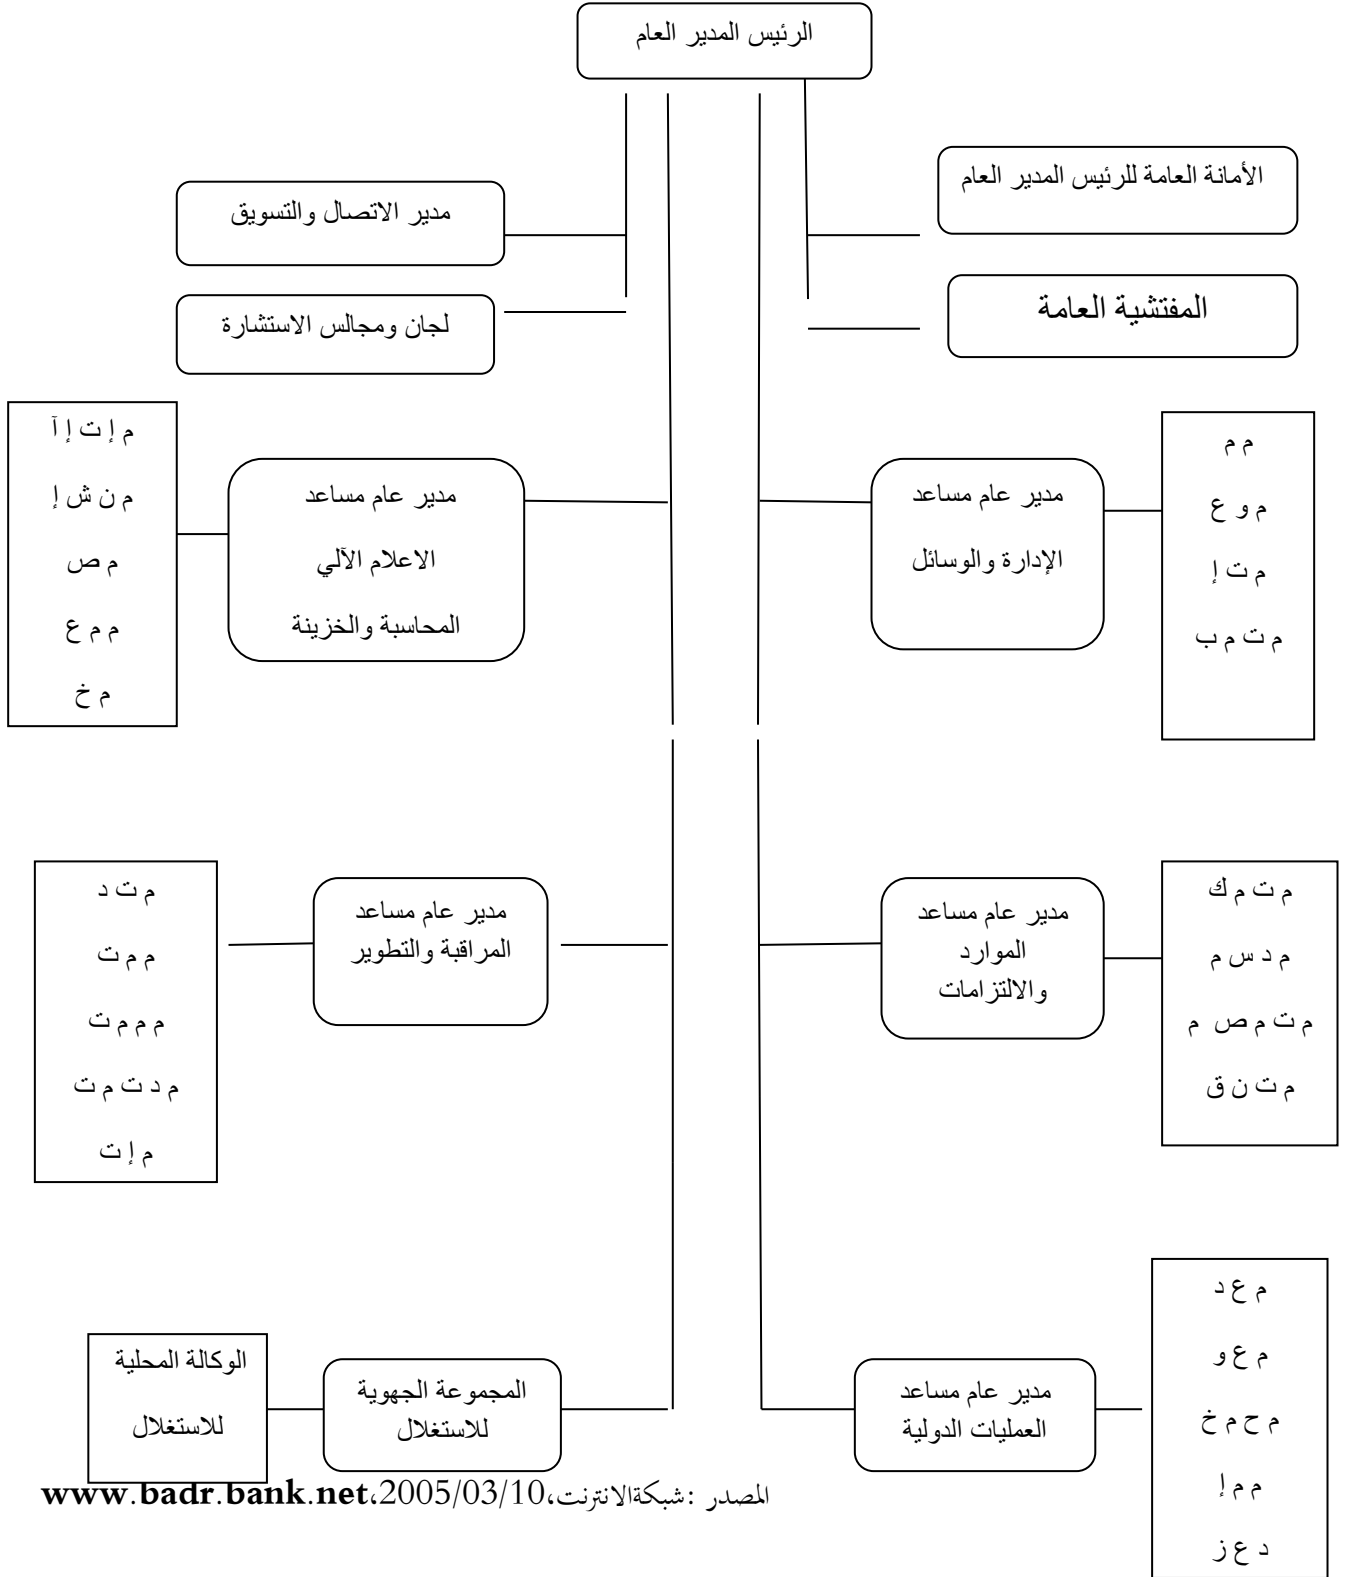 الرئيس المدير العام
الأمانة العامة للرئيس المدير العام
مدير الاتصال والتسويق
المفتشية العامة
لجان ومجالس الاستشارة
م م
م و ع
م ت إ
م ت م ب
مدير عام مساعد
الإدارة والوسائل
مدير عام مساعد
الاعلام الآلي
المحاسبة والخزينة
م إ ت إ آ
م ن ش إ
م ص
م م ع
م خ
م ت م ك
م د س م
م ت م ص م
م ت ن ق
مدير عام مساعد
الموارد
والالتزامات
مدير عام مساعد
المراقبة والتطوير
م ت د
م م ت
م م م ت
م د ت م ت
م إ ت
م ع د
م ع و
م ح م خ
م م إ
د ع ز
مدير عام مساعد
العمليات الدولية
المجموعة الجهوية
للاستغلال
الوكالة المحلية
للاستغلال
المصدر :شبكةالانترنت،2005/03/10،www.badr.bank.net